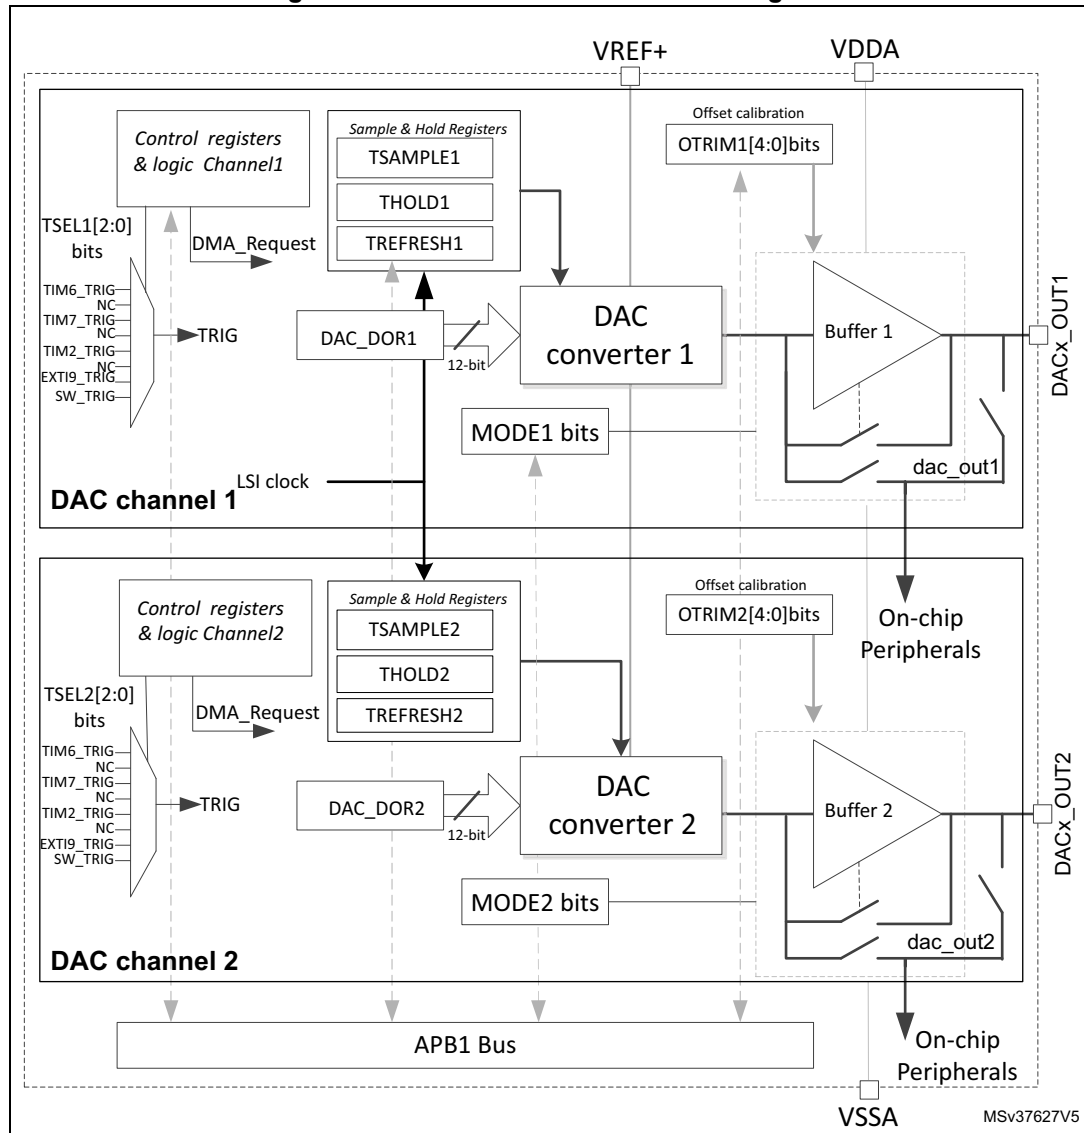 VREF+
VDDA
Control registers
& logic Channel1
Sample & Hold Registers
TSAMPLE1
THOLD1
TREFRESH1
Offset calibration
OTRIM1[4:0]bits
TSEL1[2:0]
bits
DMA_Request
TIM6_TRIG
NC
TIM7_TRIG
NC
TIM2_TRIG
NC
EXTI9_TRIG
SW_TRIG
TRIG
DAC_DOR1
12-bit
DAC
converter 1
Buffer 1
DACx_OUT1
MODE1 bits
dac_out1
LSI clock
DAC channel 1
On-chip
Peripherals
Control registers
& logic Channel2
Sample & Hold Registers
TSAMPLE2
THOLD2
TREFRESH2
Offset calibration
OTRIM2[4:0]bits
TSEL2[2:0]
bits
DMA_Request
TIM6_TRIG
NC
TIM7_TRIG
NC
TIM2_TRIG
NC
EXTI9_TRIG
SW_TRIG
TRIG
DAC_DOR2
12-bit
DAC
converter 2
Buffer 2
DACx_OUT2
MODE2 bits
dac_out2
DAC channel 2
On-chip
Peripherals
APB1 Bus
VSSA
MSv37627V5